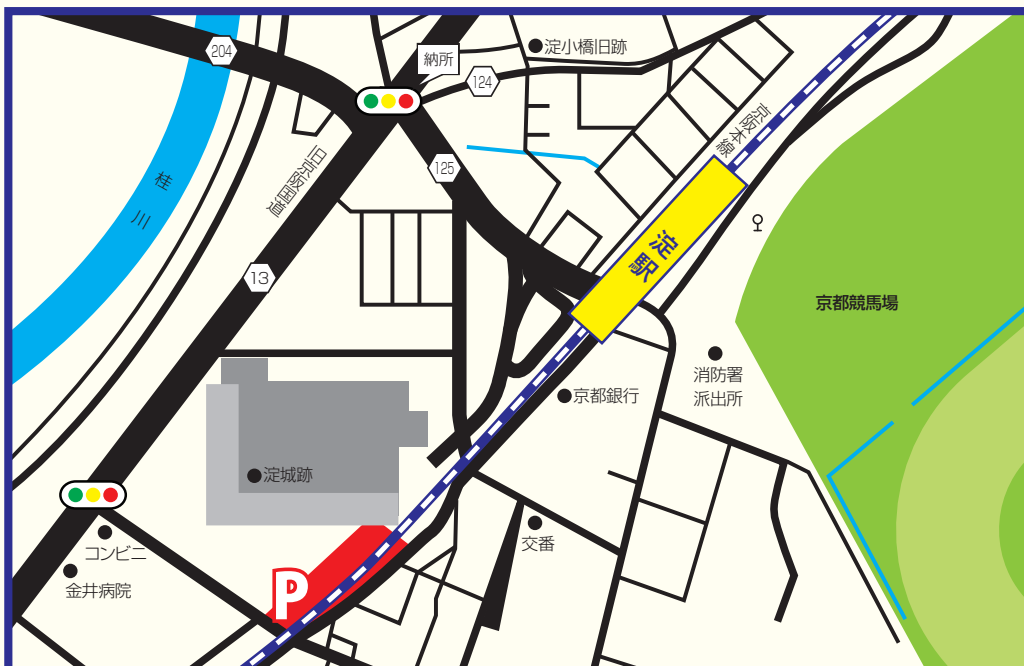 204
納所
淀小橋旧跡
124
京阪本線
125
旧京阪国道
桂川
淀駅
13
京都競馬場
消防署
派出所
京都銀行
淀城跡
交番
コンビニ
金井病院
P